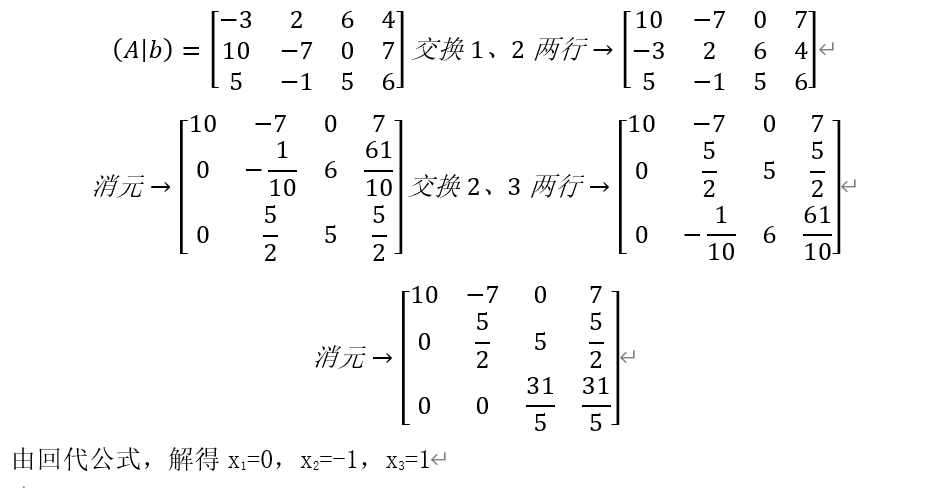 (A|b) = [−3 2 6 4; 10 −7 0 7; 5 −1 5 6] 交换 1、2 两行 → [10 −7 0 7; −3 2 6 4; 5 −1 5 6]
消元 → [10 −7 0 7; 0 −1/10 6 61/10; 0 5/2 5 5/2] 交换 2、3 两行 → [10 −7 0 7; 0 5/2 5 5/2; 0 −1/10 6 61/10]
消元 → [10 −7 0 7; 0 5/2 5 5/2; 0 0 31/5 31/5]
由回代公式，解得 x₁=0，x₂=−1，x₃=1